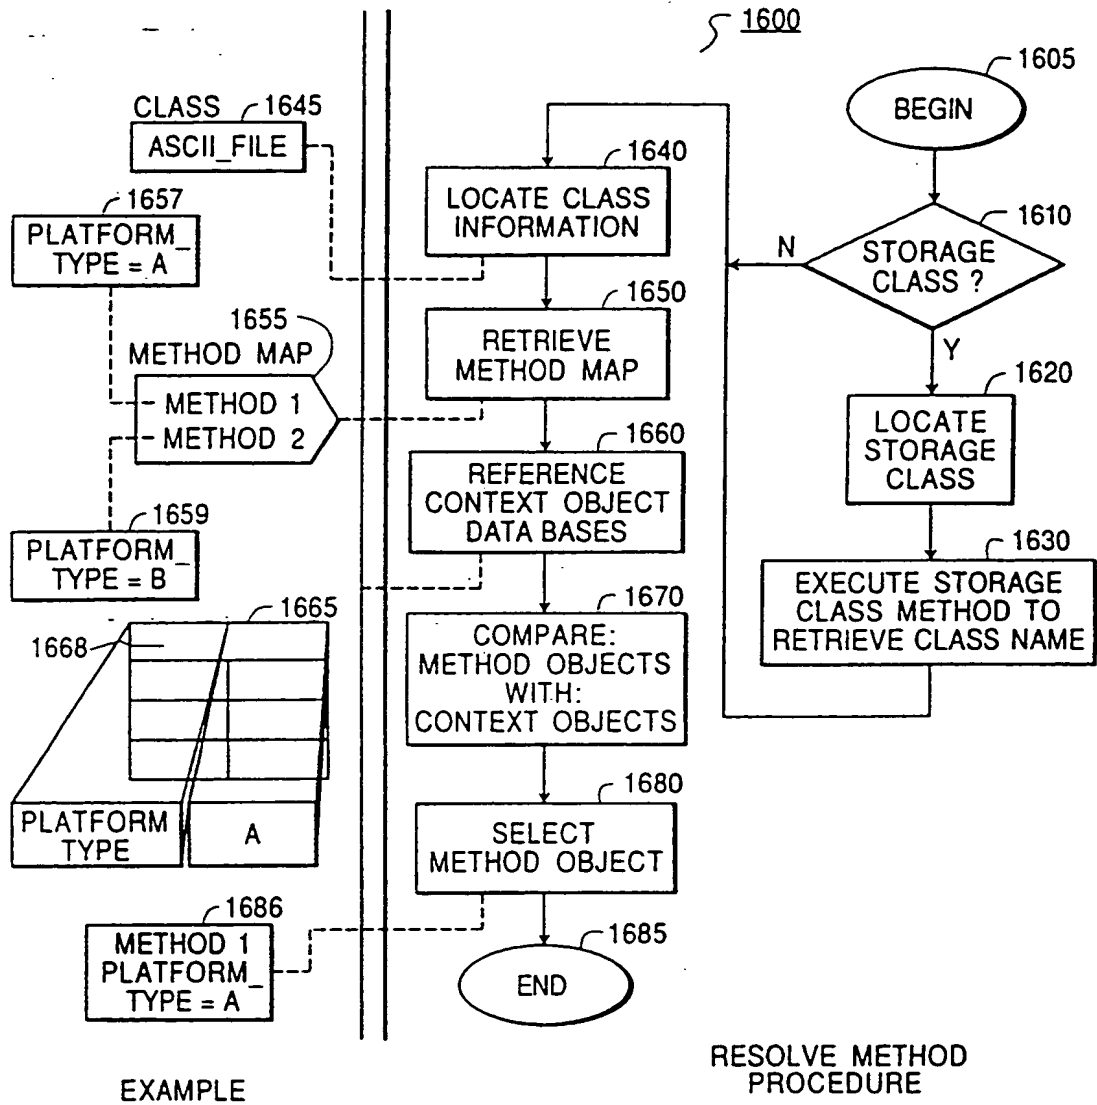 1600
1605
BEGIN
CLASS 1645
ASCII_FILE
1640
LOCATE CLASS
INFORMATION
1657
PLATFORM_
TYPE = A
1610
N
STORAGE
CLASS ?
Y
1650
RETRIEVE
METHOD MAP
1655
METHOD MAP
METHOD 1
METHOD 2
1620
LOCATE
STORAGE
CLASS
1660
REFERENCE
CONTEXT OBJECT
DATA BASES
1659
PLATFORM_
TYPE = B
1630
EXECUTE STORAGE
CLASS METHOD TO
RETRIEVE CLASS NAME
1665
1668
PLATFORM
TYPE
A
1670
COMPARE:
METHOD OBJECTS
WITH:
CONTEXT OBJECTS
1680
SELECT
METHOD OBJECT
1686
METHOD 1
PLATFORM_
TYPE = A
1685
END
EXAMPLE
RESOLVE METHOD
PROCEDURE